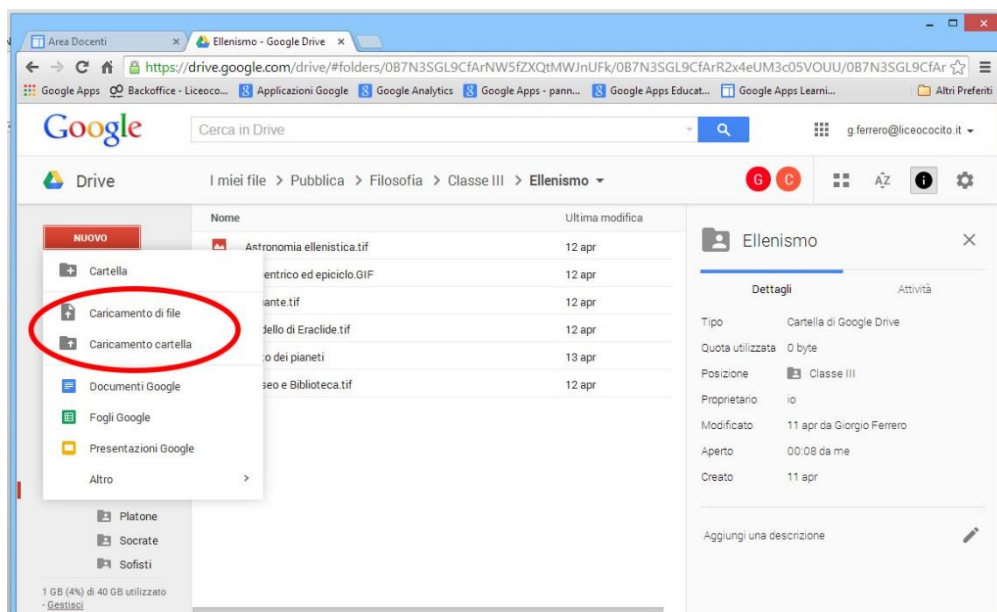 Area Docenti
Ellenismo - Google Drive
https://drive.google.com/drive/#folders/0B7N3SGL9CfArNW5fZXQtMWJnUFk/0B7N3SGL9CfArR2x4eUM3c05VOUU/0B7N3SGL9CfAr
Google Apps Backoffice - Liceocco... Applicazioni Google Google Analytics Google Apps - pann... Google Apps Educat... Google Apps Learni... Altri Preferiti
Google Cerca in Drive g.ferrero@liceococito.it
Drive I miei file > Pubblica > Filosofia > Classe III > Ellenismo G C AZ
NUOVO
Cartella
Caricamento di file
Caricamento cartella
Documenti Google
Fogli Google
Presentazioni Google
Altro
Platone
Socrate
Sofisti
1 GB (4%) di 40 GB utilizzato
- Gestisci
Nome Ultima modifica
Astronomia ellenistica.tif 12 apr
entrico ed epiciclo.GIF 12 apr
ante.tif 12 apr
dello di Eraclide.tif 12 apr
o dei pianeti 13 apr
seo e Biblioteca.tif 12 apr
Ellenismo
Dettagli Attività
Tipo Cartella di Google Drive
Quota utilizzata 0 byte
Posizione Classe III
Proprietario io
Modificato 11 apr da Giorgio Ferrero
Aperto 00:08 da me
Creato 11 apr
Aggiungi una descrizione